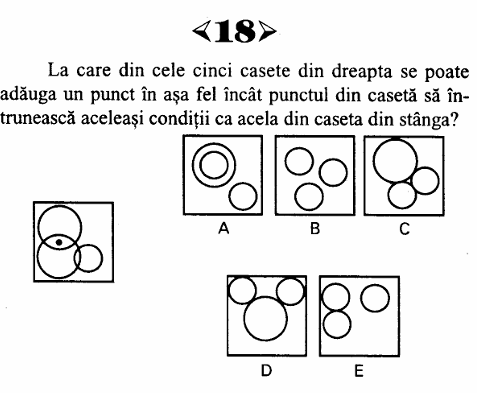 18
La care din cele cinci casete din dreapta se poate
adăuga un punct în așa fel încât punctul din casetă să în-
trunească aceleași condiții ca acela din caseta din stânga?
A B C
D E